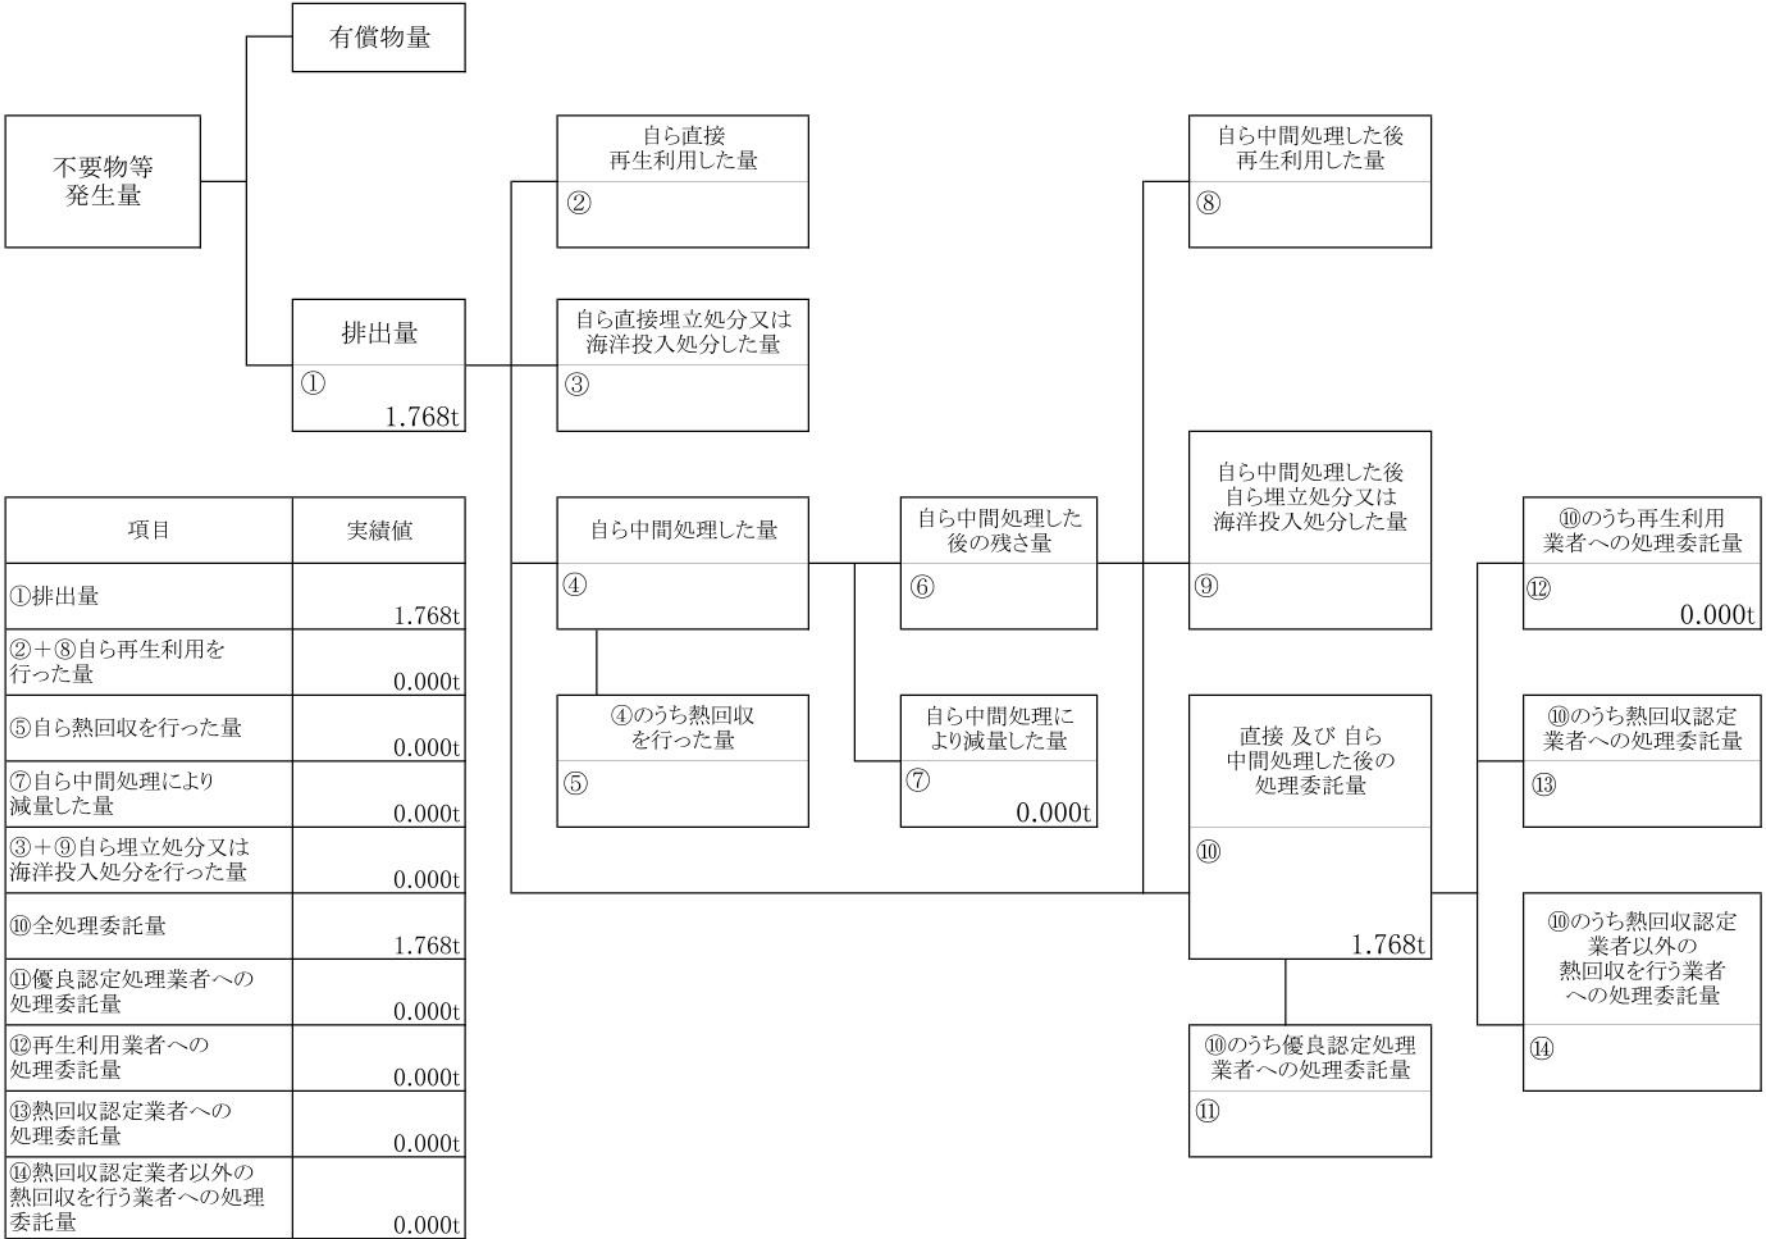 有償物量
不要物等
発生量
自ら直接
再生利用した量
②
自ら中間処理した後
再生利用した量
⑧
排出量
①
1.768t
自ら直接埋立処分又は
海洋投入処分した量
③
自ら中間処理した量
④
自ら中間処理した
後の残さ量
⑥
自ら中間処理した後
自ら埋立処分又は
海洋投入処分した量
⑨
⑩のうち再生利用
業者への処理委託量
⑫
0.000t
④のうち熱回収
を行った量
⑤
自ら中間処理に
より減量した量
⑦
0.000t
直接 及び 自ら
中間処理した後の
処理委託量
⑩
1.768t
⑩のうち熱回収認定
業者への処理委託量
⑬
⑩のうち熱回収認定
業者以外の
熱回収を行う業者
への処理委託量
⑭
⑩のうち優良認定処理
業者への処理委託量
⑪
項目 実績値
①排出量
1.768t
②+⑧自ら再生利用を
行った量
0.000t
⑤自ら熱回収を行った量
0.000t
⑦自ら中間処理により
減量した量
0.000t
③+⑨自ら埋立処分又は
海洋投入処分を行った量
0.000t
⑩全処理委託量
1.768t
⑪優良認定処理業者への
処理委託量
0.000t
⑫再生利用業者への
処理委託量
0.000t
⑬熱回収認定業者への
処理委託量
0.000t
⑭熱回収認定業者以外の
熱回収を行う業者への処理
委託量
0.000t